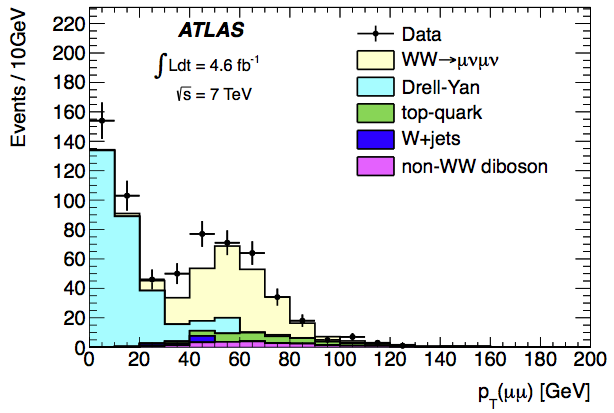 Events / 10GeV
220
200
180
160
140
120
100
80
60
40
20
0
ATLAS
∫Ldt = 4.6 fb⁻¹
√s = 7 TeV
Data
WW→μνμν
Drell-Yan
top-quark
W+jets
non-WW diboson
0 20 40 60 80 100 120 140 160 180 200
p_T(μμ) [GeV]